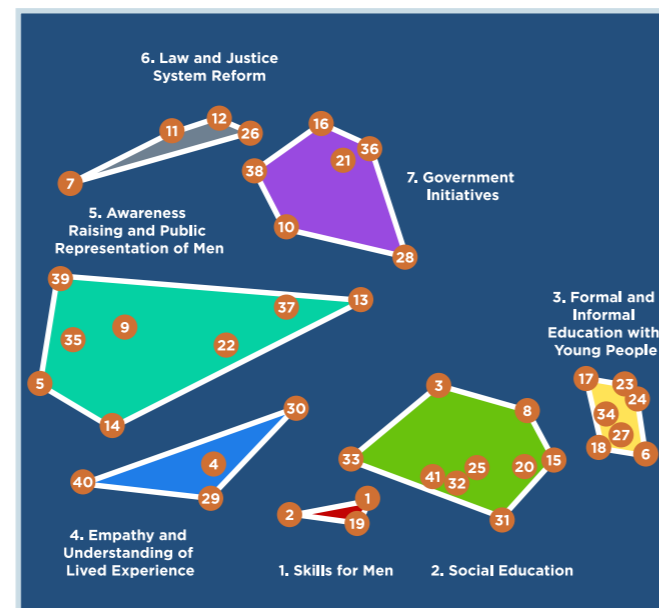 6. Law and Justice
System Reform
12
11
26
7
16
36
21
38
10
28
7. Government
Initiatives
5. Awareness
Raising and Public
Representation of Men
39
13
37
9
35
22
5
14
3. Formal and
Informal
Education with
Young People
17
23
24
34
27
18
6
30
4
40
29
4. Empathy and
Understanding of
Lived Experience
3
8
33
15
20
25
41
32
31
1
2
19
1. Skills for Men
2. Social Education